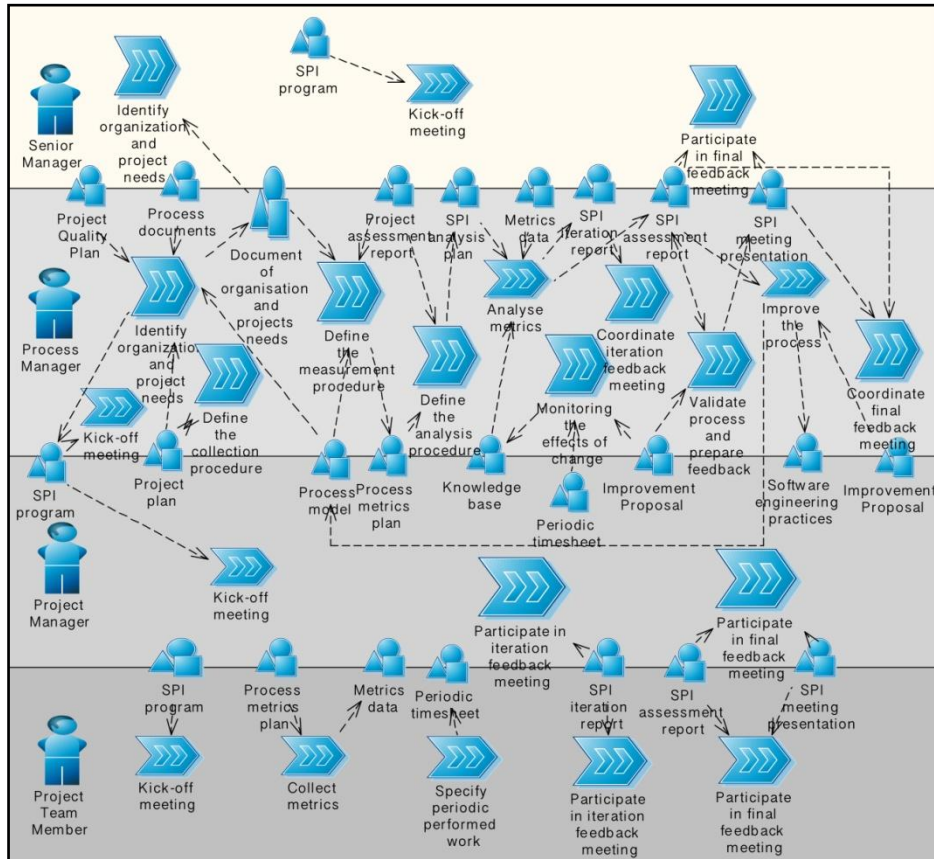 SPI
program
Identify
organization
and
project
needs
Kick-off
meeting
Participate
in final
feedback
meeting
Senior
Manager
Project
Quality
Plan
Process
documents
Document
of
organisation
and
projects
needs
Project
assessment
report
SPI
analysis
plan
Metrics
data
SPI
iteration
report
SPI
assessment
report
SPI
meeting
presentation
Process
Manager
Identify
organization
and
project
needs
Define
the
measurement
procedure
Analyse
metrics
Coordinate
iteration
feedback
meeting
Improve
the
process
Kick-off
meeting
Define
the
collection
procedure
Define
the
analysis
procedure
Monitoring
the
effects of
change
Validate
process
and
prepare
feedback
Coordinate
final
feedback
meeting
SPI
program
Project
plan
Process
model
Process
metrics
plan
Knowledge
base
Periodic
timesheet
Improvement
Proposal
Software
engineering
practices
Improvement
Proposal
Project
Manager
Kick-off
meeting
Participate in
iteration
feedback
meeting
Participate
in final
feedback
meeting
SPI
program
Process
metrics
plan
Metrics
data
Periodic
timesheet
SPI
iteration
report
SPI
assessment
report
SPI
meeting
presentation
Project
Team
Member
Kick-off
meeting
Collect
metrics
Specify
periodic
performed
work
Participate
in iteration
feedback
meeting
Participate
in final
feedback
meeting